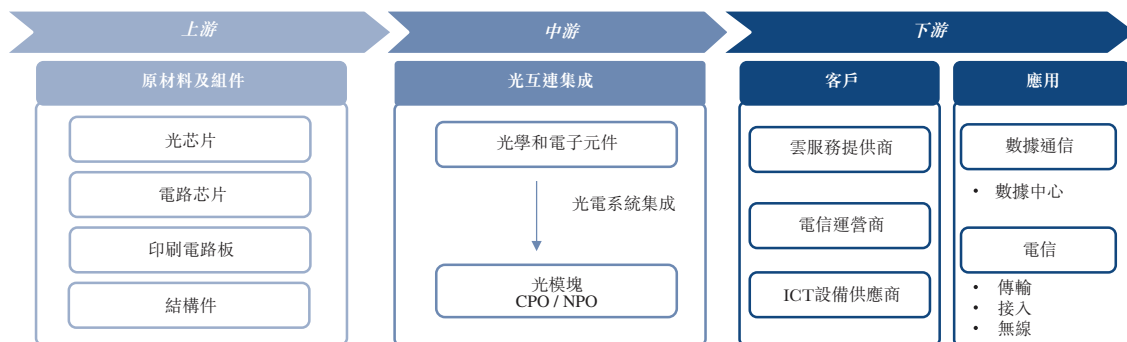 上游
中游
下游
原材料及組件
光互連集成
客戶
應用
光芯片
電路芯片
印刷電路板
結構件
光學和電子元件
光電系統集成
光模塊
CPO / NPO
雲服務提供商
電信運營商
ICT設備供應商
數據通信
• 數據中心
電信
• 傳輸
• 接入
• 無線